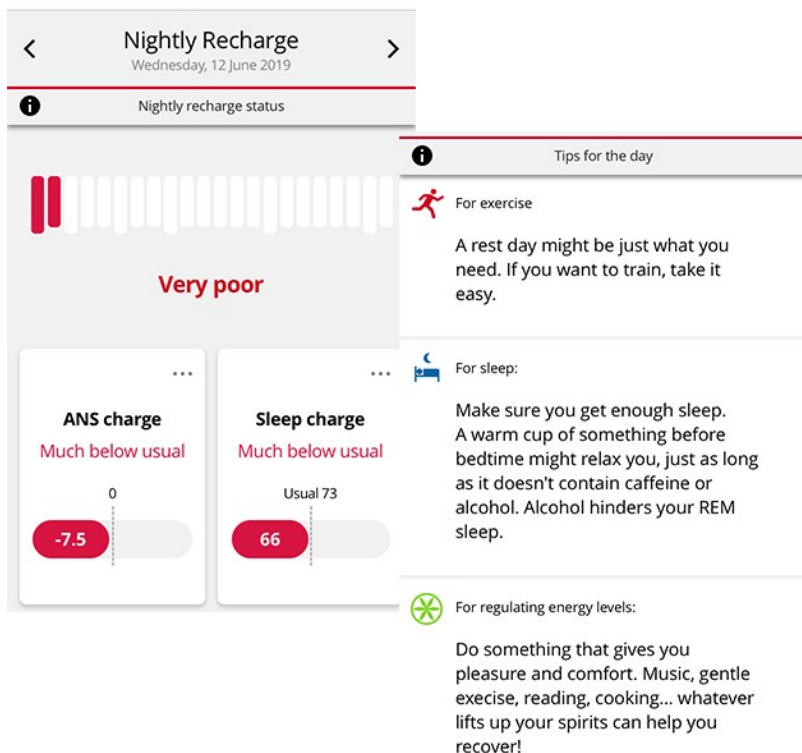 Nightly Recharge
Wednesday, 12 June 2019
Nightly recharge status
Very poor
ANS charge
Much below usual
0
-7.5
Sleep charge
Much below usual
Usual 73
66
Tips for the day
For exercise
A rest day might be just what you
need. If you want to train, take it
easy.
For sleep:
Make sure you get enough sleep.
A warm cup of something before
bedtime might relax you, just as long
as it doesn't contain caffeine or
alcohol. Alcohol hinders your REM
sleep.
For regulating energy levels:
Do something that gives you
pleasure and comfort. Music, gentle
execise, reading, cooking... whatever
lifts up your spirits can help you
recover!